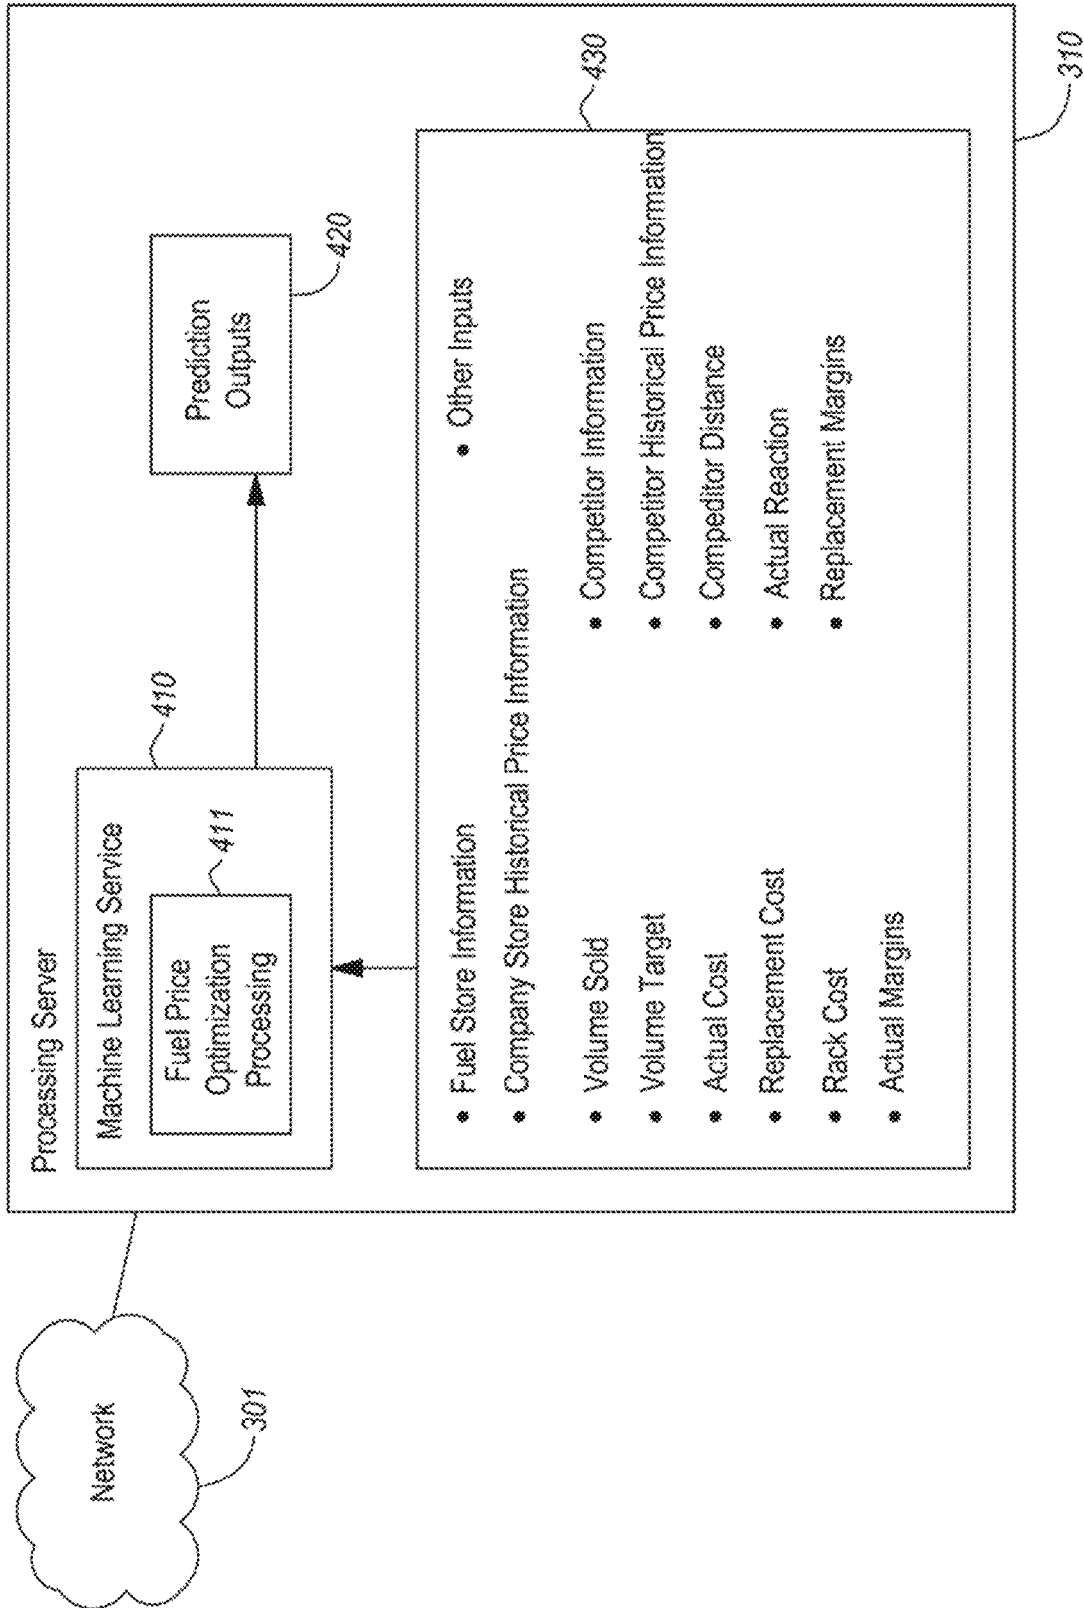 Network
301
Processing Server
310
Machine Learning Service
410
Fuel Price
Optimization
Processing
411
Prediction
Outputs
420
430
• Fuel Store Information
• Other Inputs
• Company Store Historical Price Information
• Volume Sold
• Volume Target
• Actual Cost
• Replacement Cost
• Rack Cost
• Actual Margins
• Competitor Information
• Competitor Historical Price Information
• Compeditor Distance
• Actual Reaction
• Replacement Margins